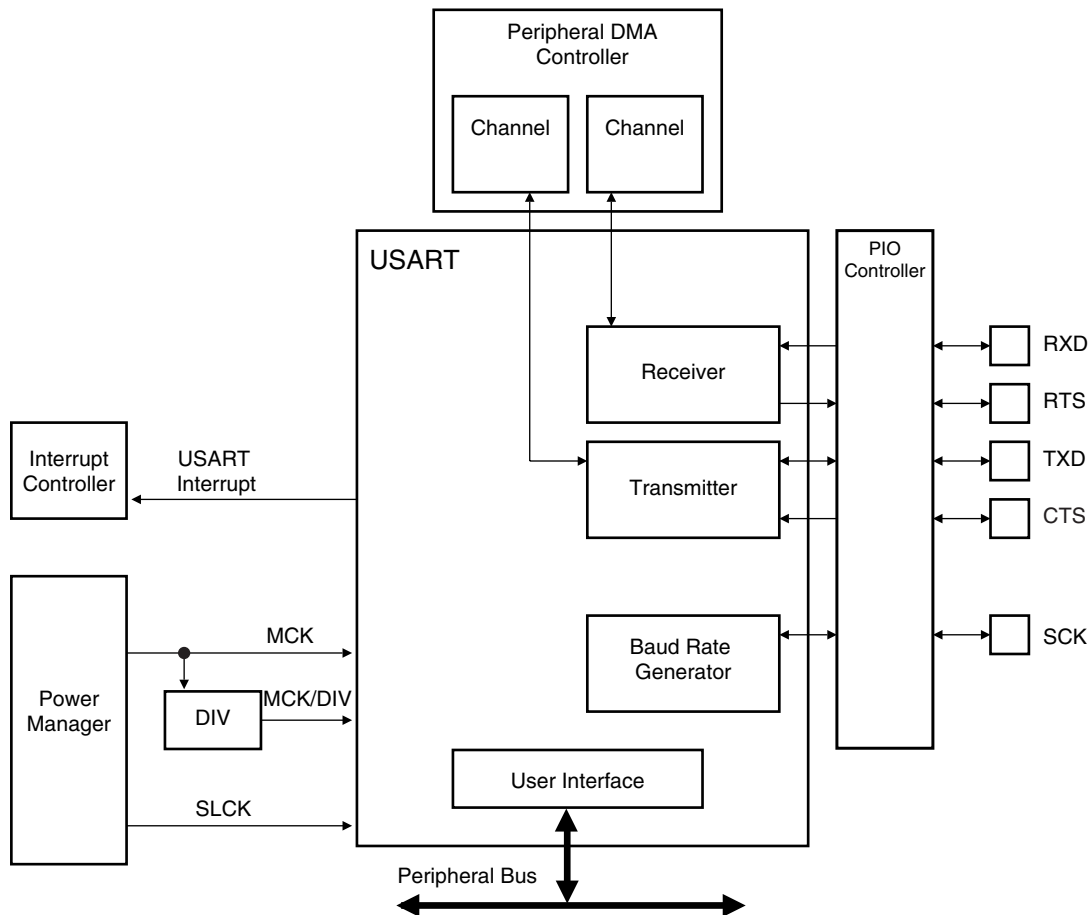 Peripheral DMA
Controller
Channel
Channel
USART
PIO
Controller
Receiver
RXD
RTS
Interrupt
Controller
USART
Interrupt
Transmitter
TXD
CTS
MCK
Baud Rate
Generator
SCK
Power
Manager
DIV
MCK/DIV
User Interface
SLCK
Peripheral Bus